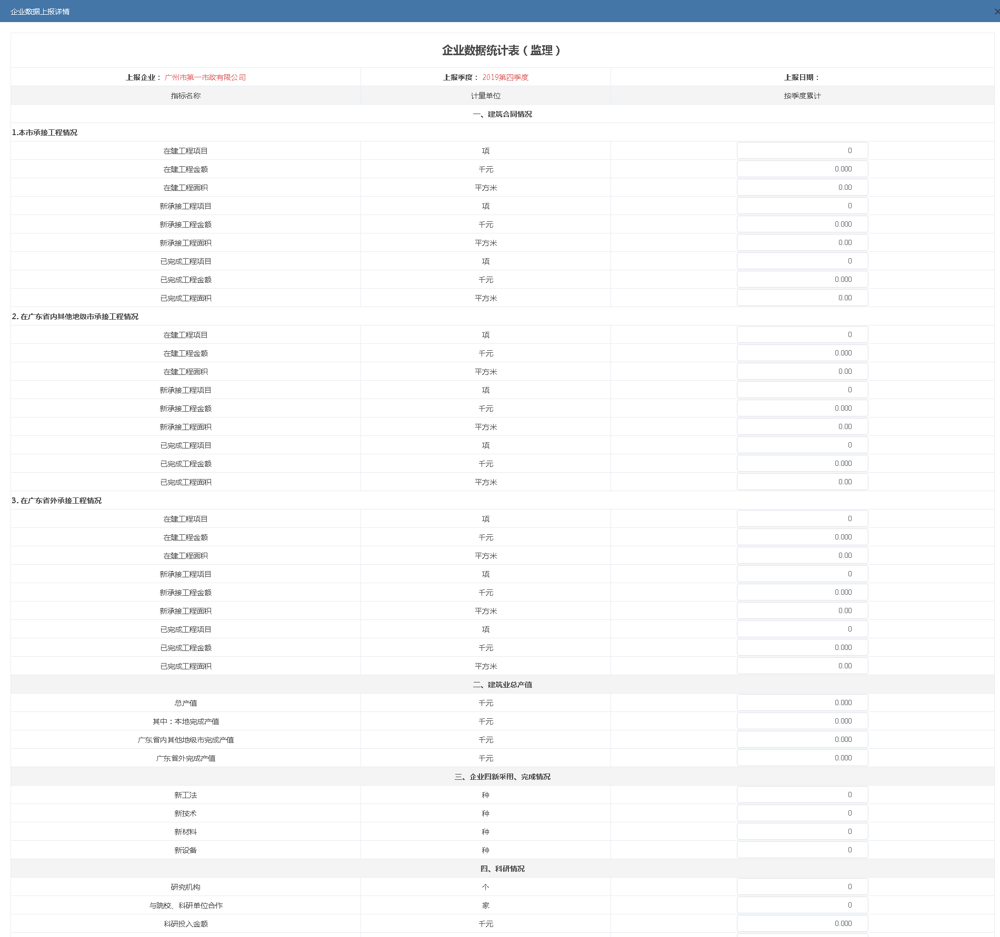 企业数据上报详情
企业数据统计表（监理）
上报企业： 广州市第一市政有限公司 上报季度： 2019第四季度 上报日期：
指标名称 计量单位 按季度累计
一、建筑合同情况
1.本市承接工程情况
在建工程项目 项 0
在建工程金额 千元 0.000
在建工程面积 平方米 0.00
新承接工程项目 项 0
新承接工程金额 千元 0.000
新承接工程面积 平方米 0.00
已完成工程项目 项 0
已完成工程金额 千元 0.000
已完成工程面积 平方米 0.00
2. 在广东省内其他地级市承接工程情况
在建工程项目 项 0
在建工程金额 千元 0.000
在建工程面积 平方米 0.00
新承接工程项目 项 0
新承接工程金额 千元 0.000
新承接工程面积 平方米 0.00
已完成工程项目 项 0
已完成工程金额 千元 0.000
已完成工程面积 平方米 0.00
3. 在广东省外承接工程情况
在建工程项目 项 0
在建工程金额 千元 0.000
在建工程面积 平方米 0.00
新承接工程项目 项 0
新承接工程金额 千元 0.000
新承接工程面积 平方米 0.00
已完成工程项目 项 0
已完成工程金额 千元 0.000
已完成工程面积 平方米 0.00
二、建筑业总产值
总产值 千元 0.000
其中：本地完成产值 千元 0.000
广东省内其他地级市完成产值 千元 0.000
广东省外完成产值 千元 0.000
三、企业四新采用、完成情况
新工法 种 0
新技术 种 0
新材料 种 0
新设备 种 0
四、科研情况
研究机构 个 0
与院校、科研单位合作 家 0
科研投入金额 千元 0.000